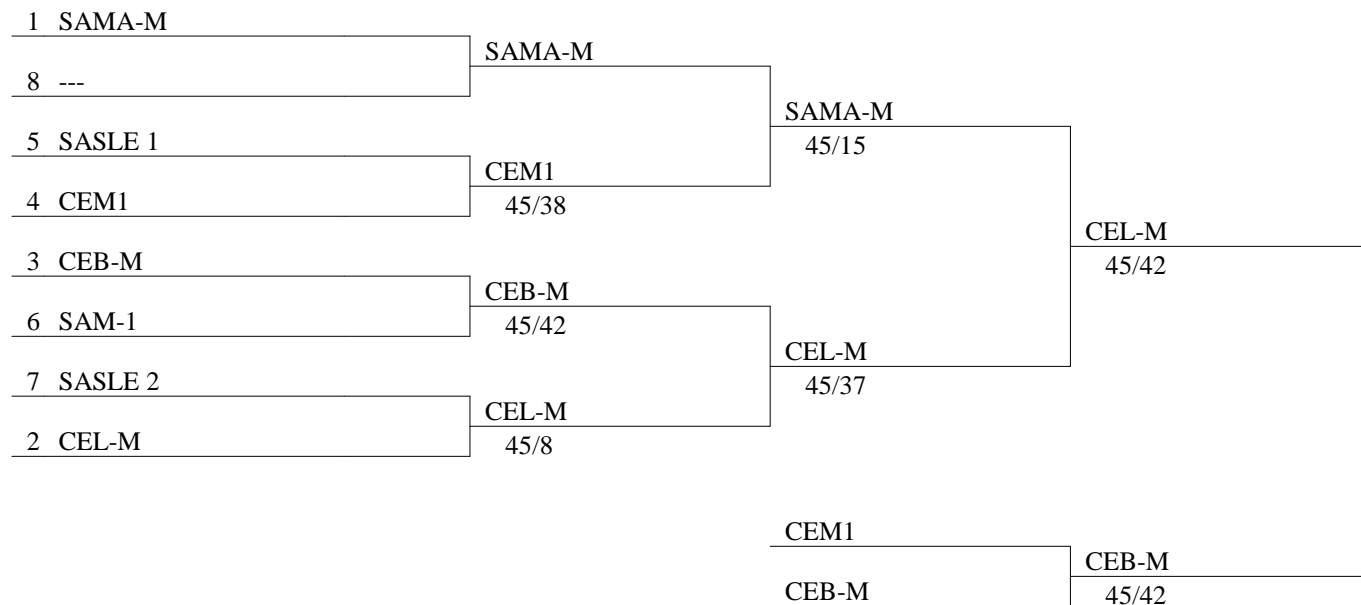 1 SAMA-M
8 ---
5 SASLE 1
4 CEM1
3 CEB-M
6 SAM-1
7 SASLE 2
2 CEL-M
SAMA-M
CEM1
45/38
CEB-M
45/42
CEL-M
45/8
SAMA-M
45/15
CEL-M
45/37
CEL-M
45/42
CEM1
CEB-M
CEB-M
45/42